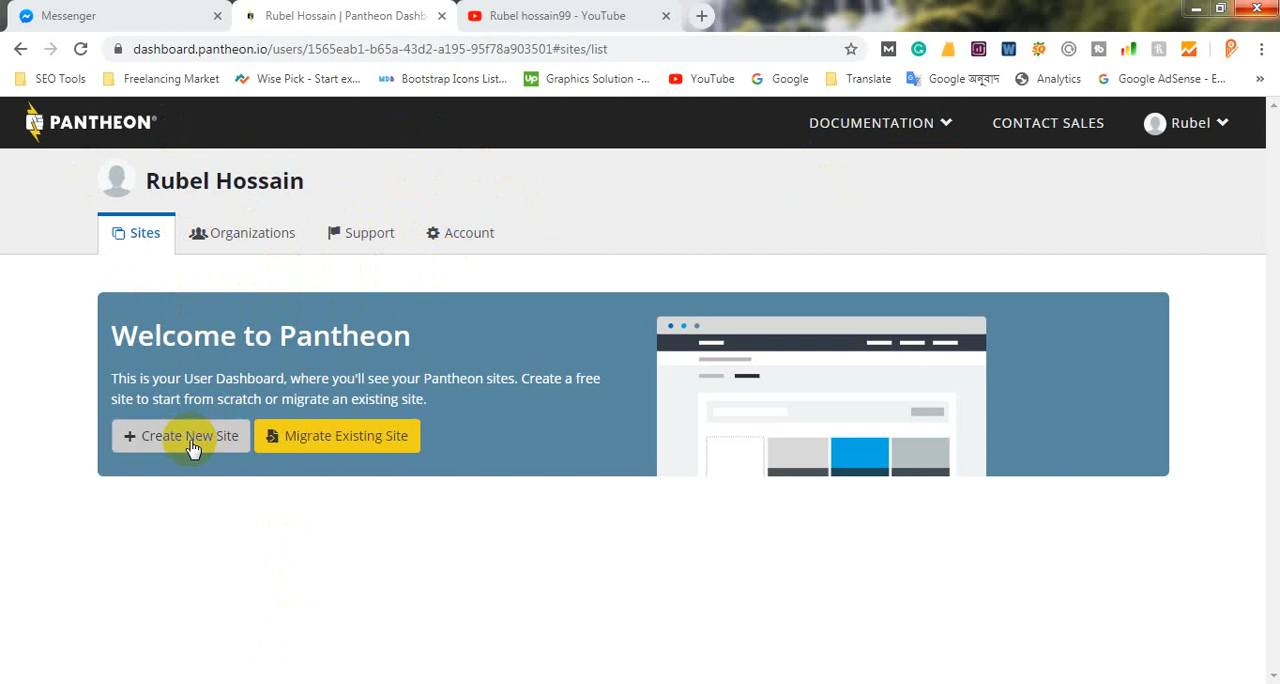 Messenger
Rubel Hossain | Pantheon Dashb
Rubel hossain99 - YouTube
dashboard.pantheon.io/users/1565eab1-b65a-43d2-a195-95f78a903501#sites/list
SEO Tools
Freelancing Market
Wise Pick - Start ex...
Bootstrap Icons List...
Graphics Solution -...
YouTube
Google
Translate
Google অনুবাদ
Analytics
Google AdSense - E...
PANTHEON
DOCUMENTATION
CONTACT SALES
Rubel
Rubel Hossain
Sites
Organizations
Support
Account
Welcome to Pantheon
This is your User Dashboard, where you'll see your Pantheon sites. Create a free
site to start from scratch or migrate an existing site.
+ Create New Site
Migrate Existing Site